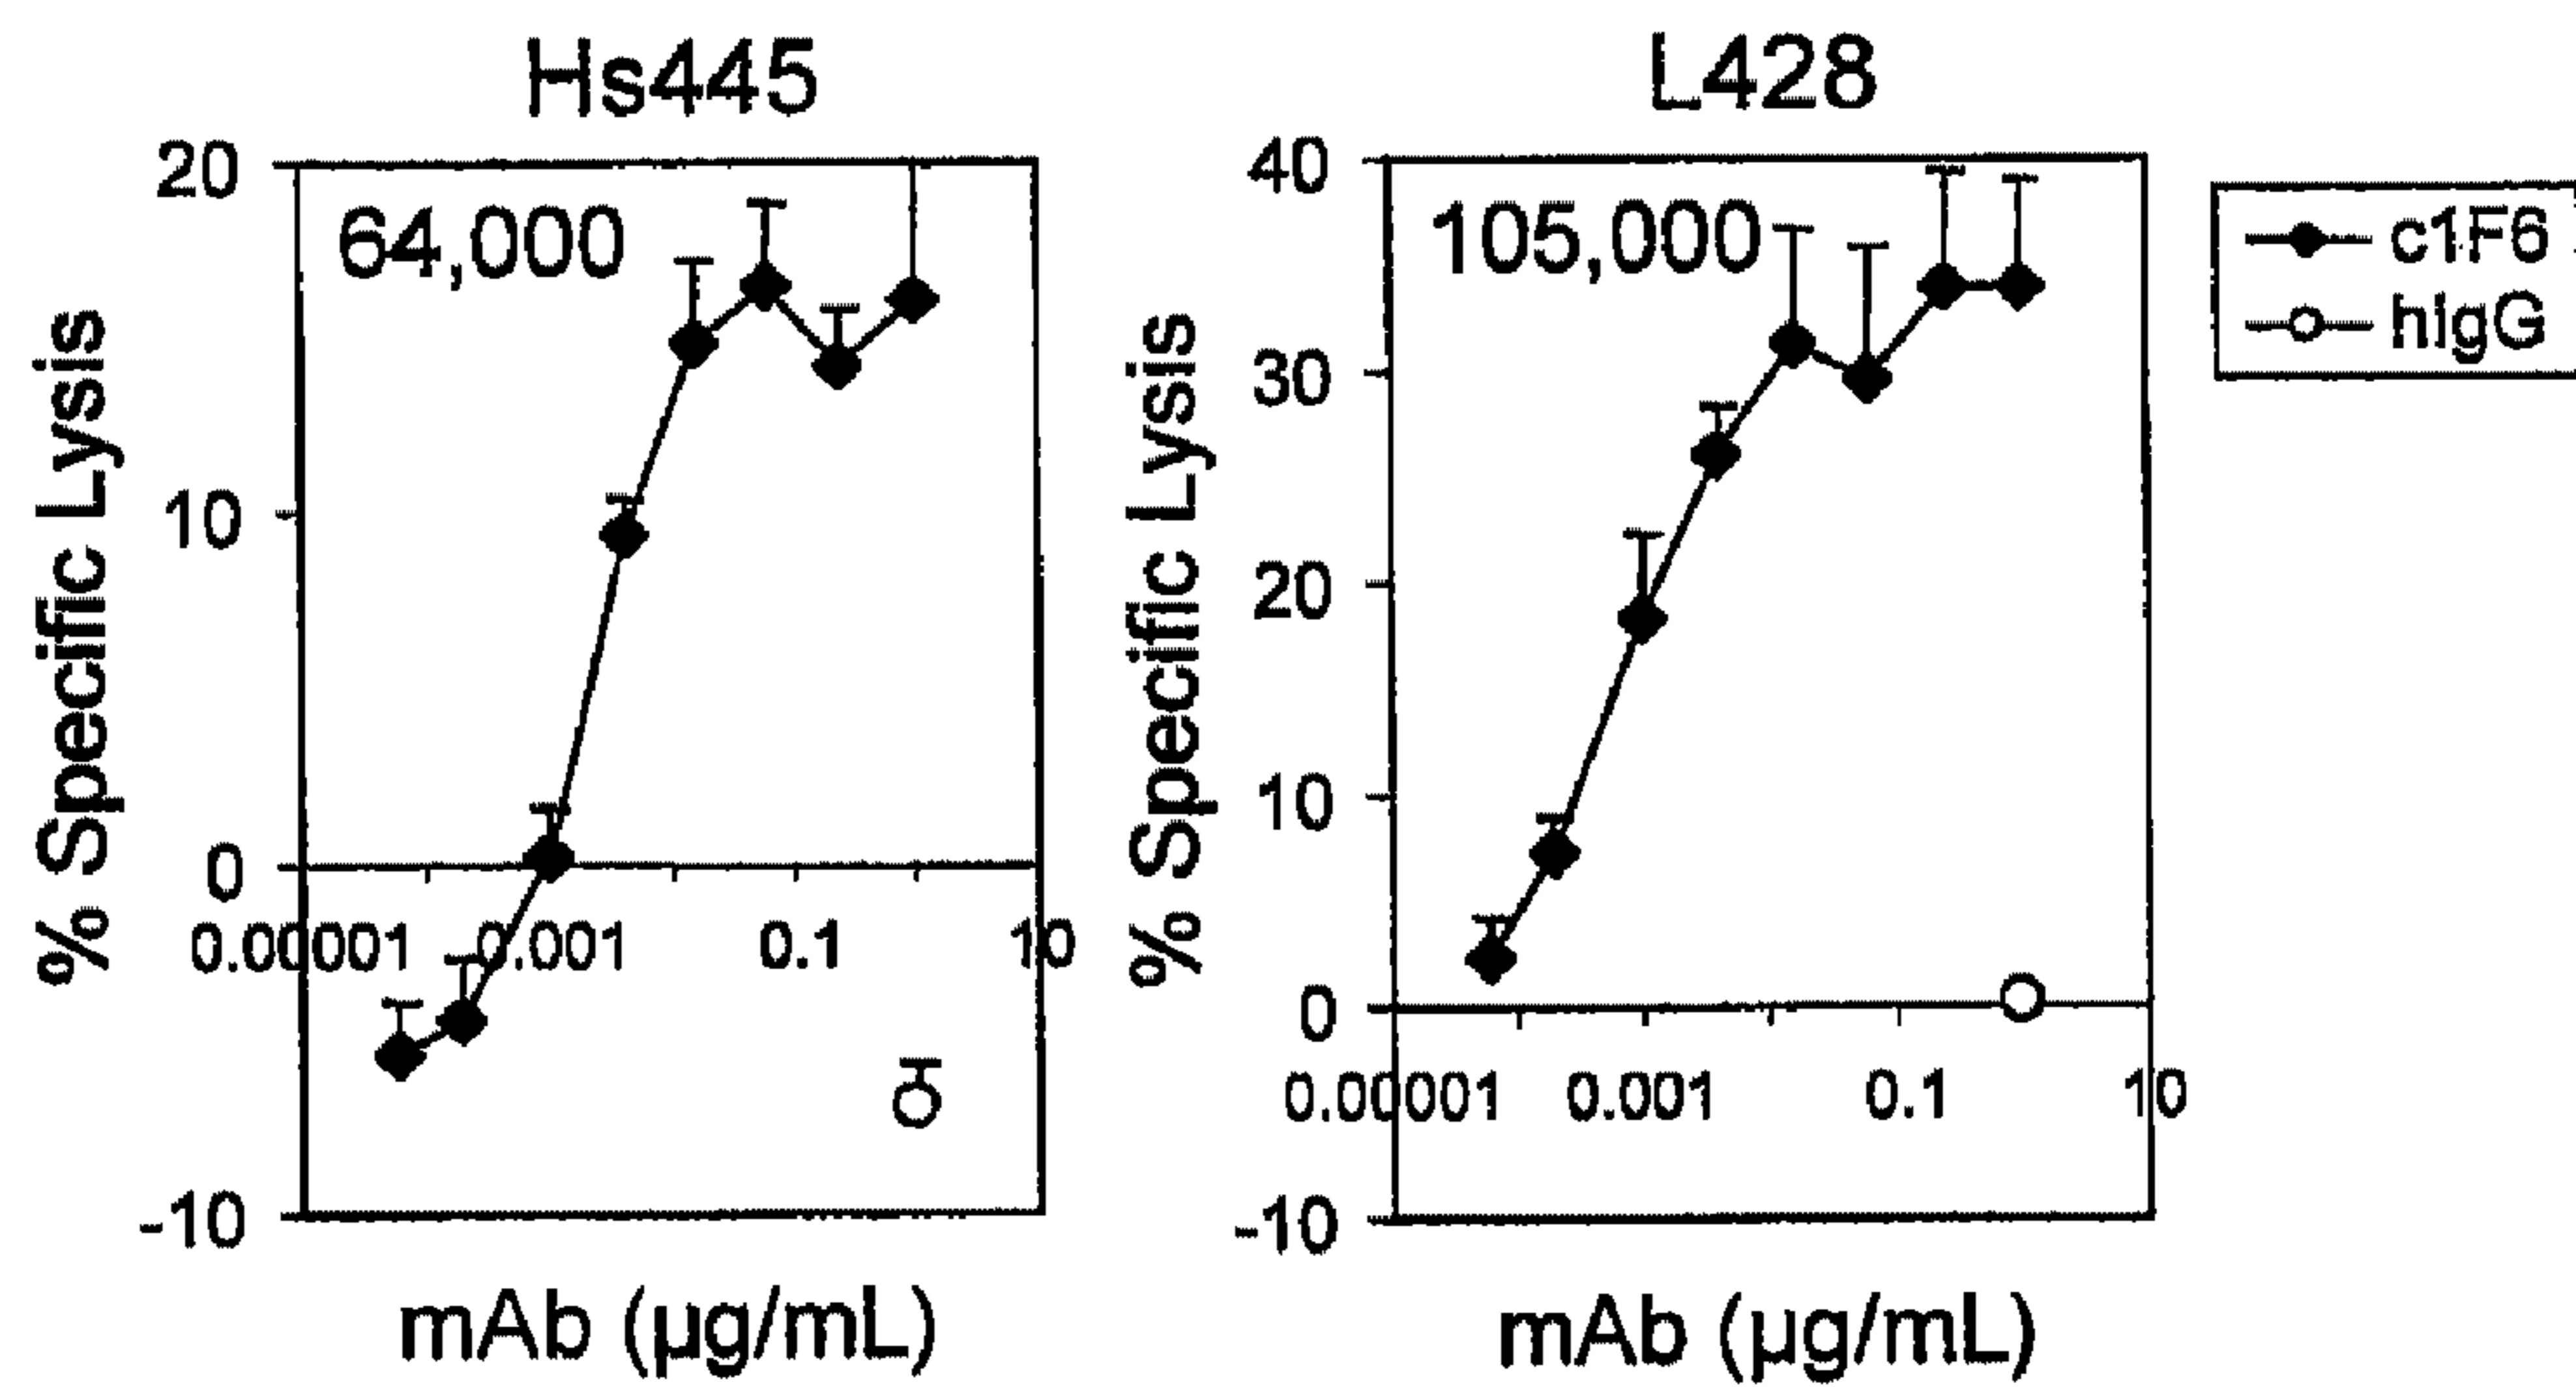 Hs445
20
64,000
10
0
0.00001 0.001 0.1 10
-10
% Specific Lysis
mAb (µg/mL)
L428
40
105,000
30
20
10
0
0.00001 0.001 0.1 10
-10
% Specific Lysis
mAb (µg/mL)
c1F6
hIgG